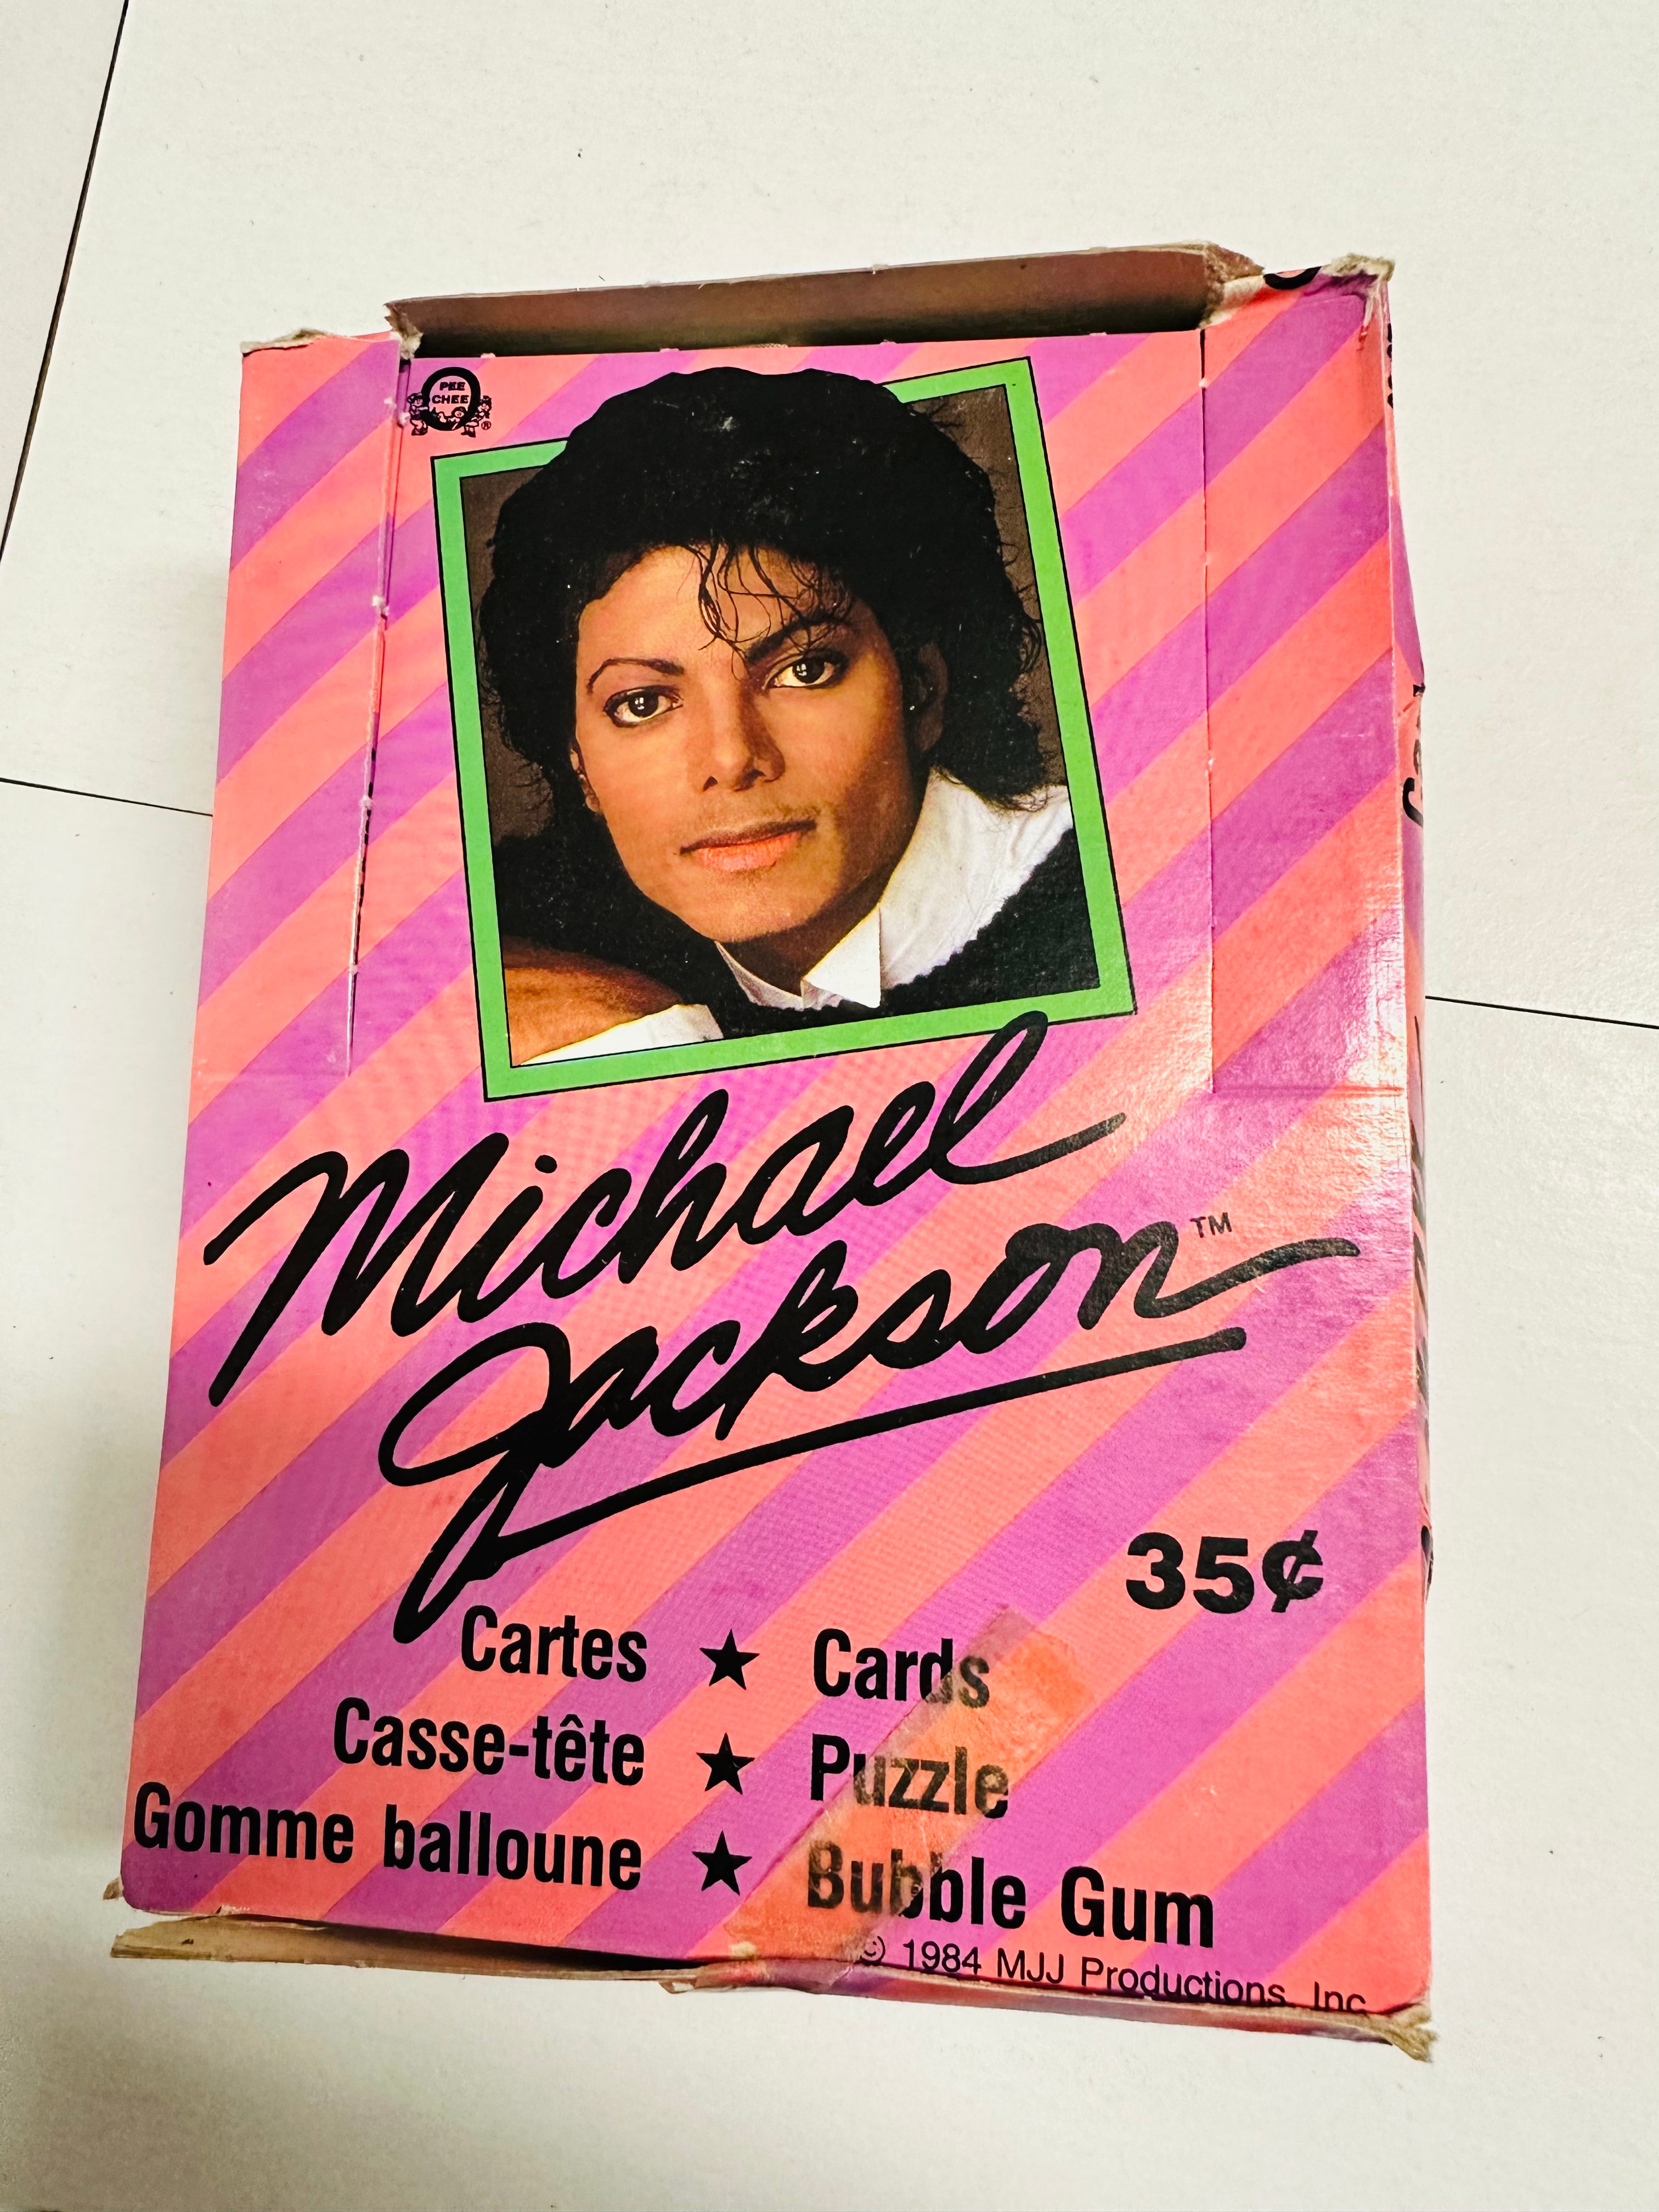 PEE
CHEE
®
Michael
Jackson™
35¢
Cartes ★ Cards
Casse-tête ★ Puzzle
Gomme balloune ★ Bubble Gum
© 1984 MJJ Productions, Inc.